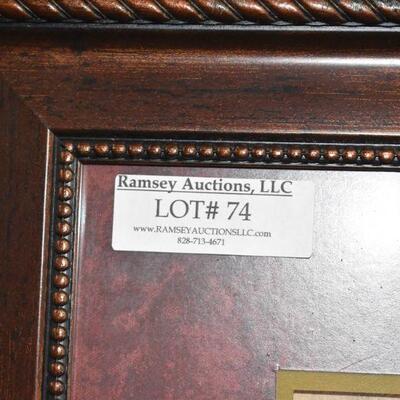 Ramsey Auctions, LLC
LOT# 74
www.RAMSEYAUCTIONSLLC.com
828-713-4671